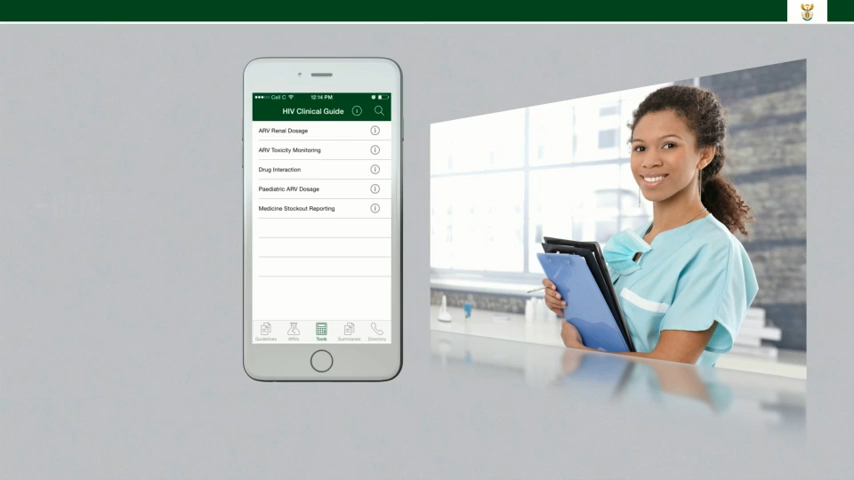 Cell C
12:14 PM
HIV Clinical Guide
ARV Renal Dosage
ARV Toxicity Monitoring
Drug Interaction
Paediatric ARV Dosage
Medicine Stockout Reporting
Guidelines
Tools
Summaries
Directory